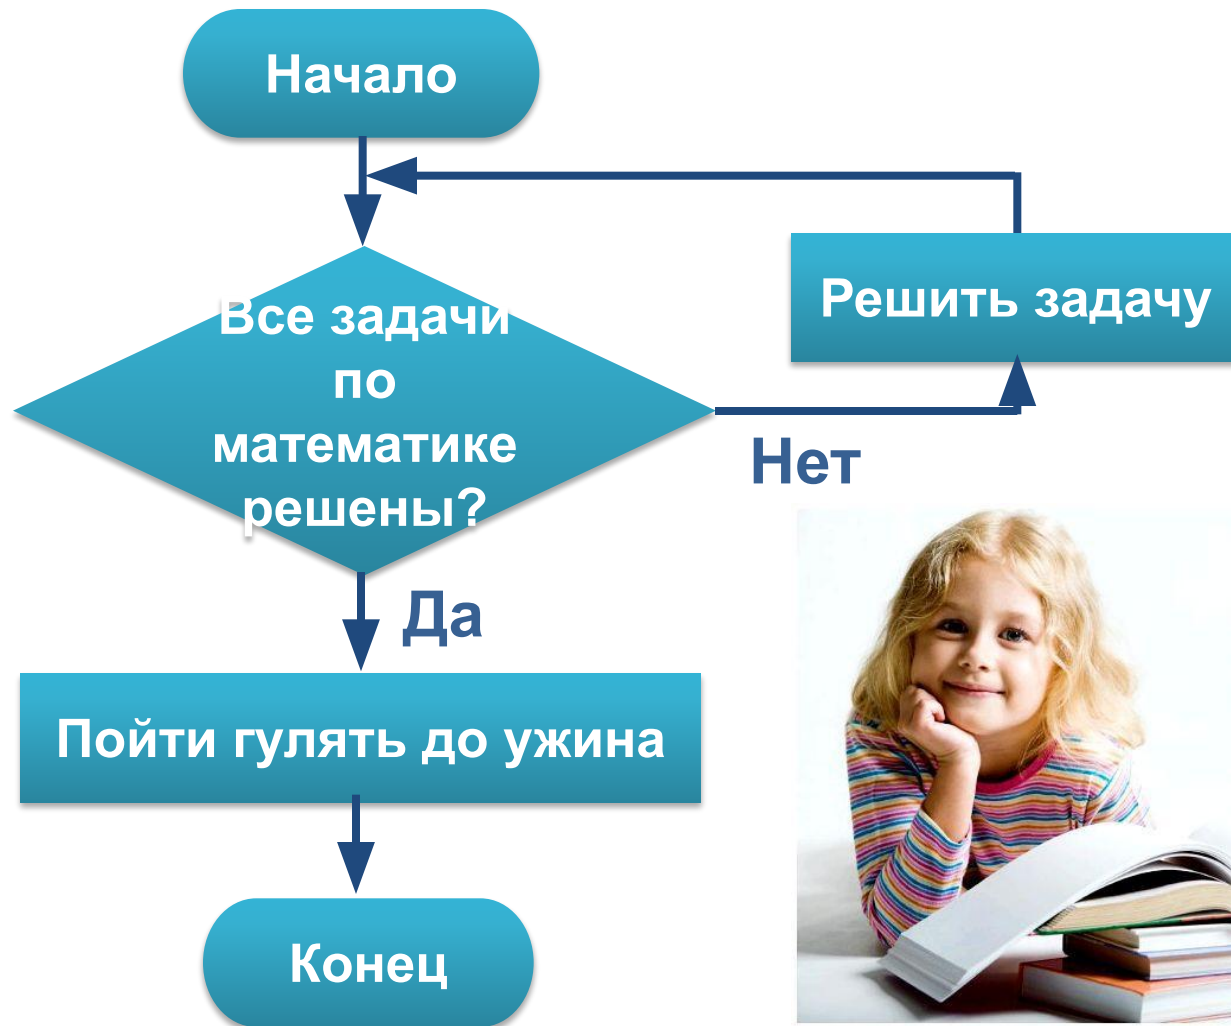 Начало
Решить задачу
Все задачи
по
математике
решены?
Нет
Да
Пойти гулять до ужина
Конец